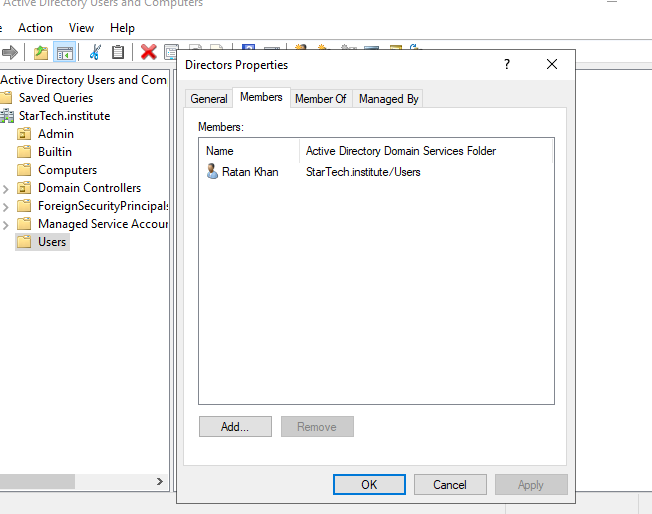 Active Directory Users and Computers
Action View Help
Active Directory Users and Com
Saved Queries
StarTech.institute
Admin
Builtin
Computers
Domain Controllers
ForeignSecurityPrincipals
Managed Service Accour
Users
Directors Properties
?
General Members Member Of Managed By
Members:
Name Active Directory Domain Services Folder
Ratan Khan StarTech.institute/Users
Add... Remove
OK Cancel Apply